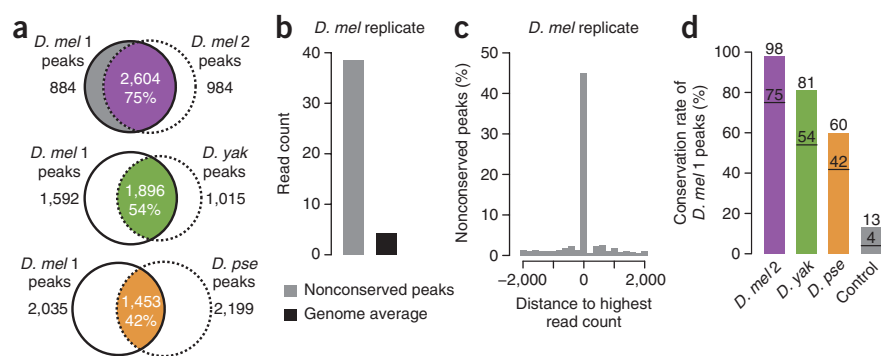 a
D. mel 1
peaks
884
2,604
75%
D. mel 2
peaks
984
D. mel 1
peaks
1,592
1,896
54%
D. yak
peaks
1,015
D. mel 1
peaks
2,035
1,453
42%
D. pse
peaks
2,199
b
D. mel replicate
Read count
40
30
20
10
0
Nonconserved peaks
Genome average
c
D. mel replicate
Nonconserved peaks (%)
50
40
30
20
10
0
−2,000
0
2,000
Distance to highest
read count
d
Conservation rate of
D. mel 1 peaks (%)
100
80
60
40
20
0
98
75
81
54
60
42
13
4
D. mel 2
D. yak
D. pse
Control